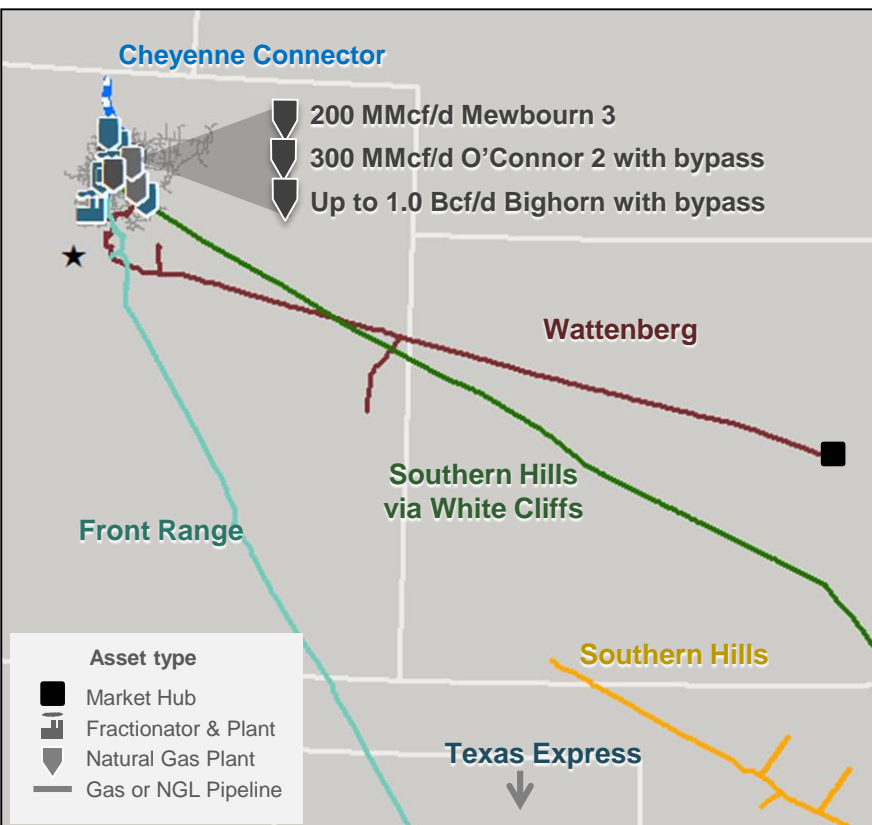 Cheyenne Connector
200 MMcf/d Mewbourn 3
300 MMcf/d O’Connor 2 with bypass
Up to 1.0 Bcf/d Bighorn with bypass
Wattenberg
Southern Hills
via White Cliffs
Front Range
Southern Hills
Texas Express
Asset type
Market Hub
Fractionator & Plant
Natural Gas Plant
Gas or NGL Pipeline